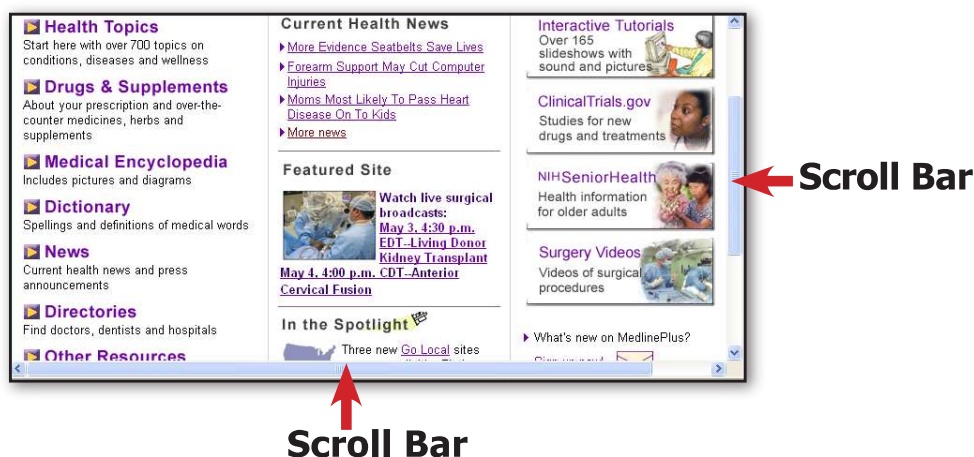 Health Topics
Start here with over 700 topics on
conditions, diseases and wellness
Drugs & Supplements
About your prescription and over-the-
counter medicines, herbs and
supplements
Medical Encyclopedia
Includes pictures and diagrams
Dictionary
Spellings and definitions of medical words
News
Current health news and press
announcements
Directories
Find doctors, dentists and hospitals
Other Resources
Current Health News
More Evidence Seatbelts Save Lives
Forearm Support May Cut Computer
Injuries
Moms Most Likely To Pass Heart
Disease On To Kids
More news
Featured Site
Watch live surgical
broadcasts:
May 3, 4:30 p.m.
EDT--Living Donor
Kidney Transplant
May 4, 4:00 p.m. CDT--Anterior
Cervical Fusion
In the Spotlight
Three new Go Local sites
Interactive Tutorials
Over 165
slideshows with
sound and pictures
ClinicalTrials.gov
Studies for new
drugs and treatments
NIHSeniorHealth
Health information
for older adults
Surgery Videos
Videos of surgical
procedures
What's new on MedlinePlus?
Scroll Bar
Scroll Bar